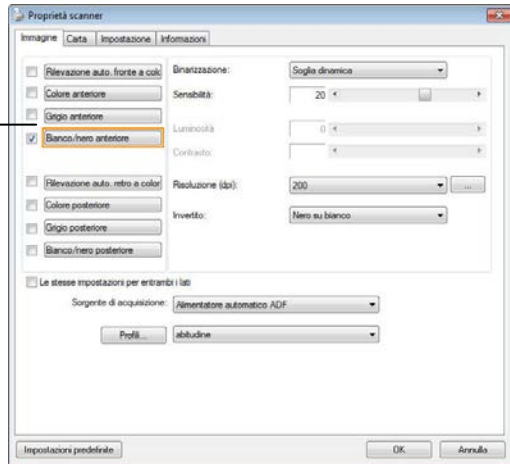 Proprietà scanner
Immagine Carta Impostazione Informazioni
Rilevazione auto. fronte a colo
Colore anteriore
Grigio anteriore
Bianco/nero anteriore
Rilevazione auto. retro a color
Colore posteriore
Grigio posteriore
Bianco/nero posteriore
Binarizzazione: Soglia dinamica
Sensibilità: 20
Luminosità 0
Contrasto:
Risoluzione (dpi): 200 ...
Invertito: Nero su bianco
Le stesse impostazioni per entrambi i lati
Sorgente di acquisizione: Alimentatore automatico ADF
Profili... abitudine
Impostazioni predefinite OK Annulla